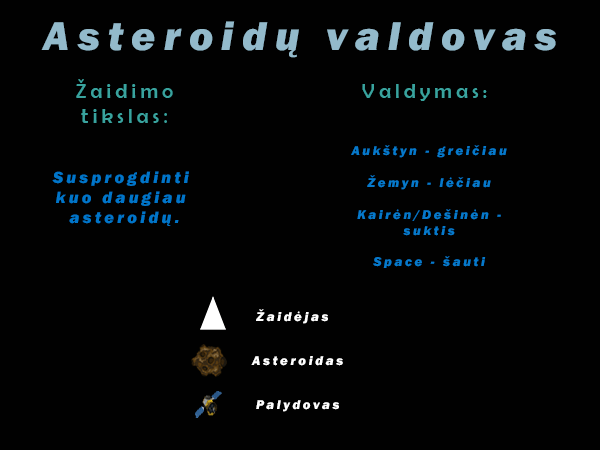 Asteroidų valdovas
Žaidimo
tikslas:
Susprogdinti
kuo daugiau
asteroidų.
Valdymas:
Aukštyn - greičiau
Žemyn - lėčiau
Kairėn/Dešinėn -
suktis
Space - šauti
Žaidėjas
Asteroidas
Palydovas